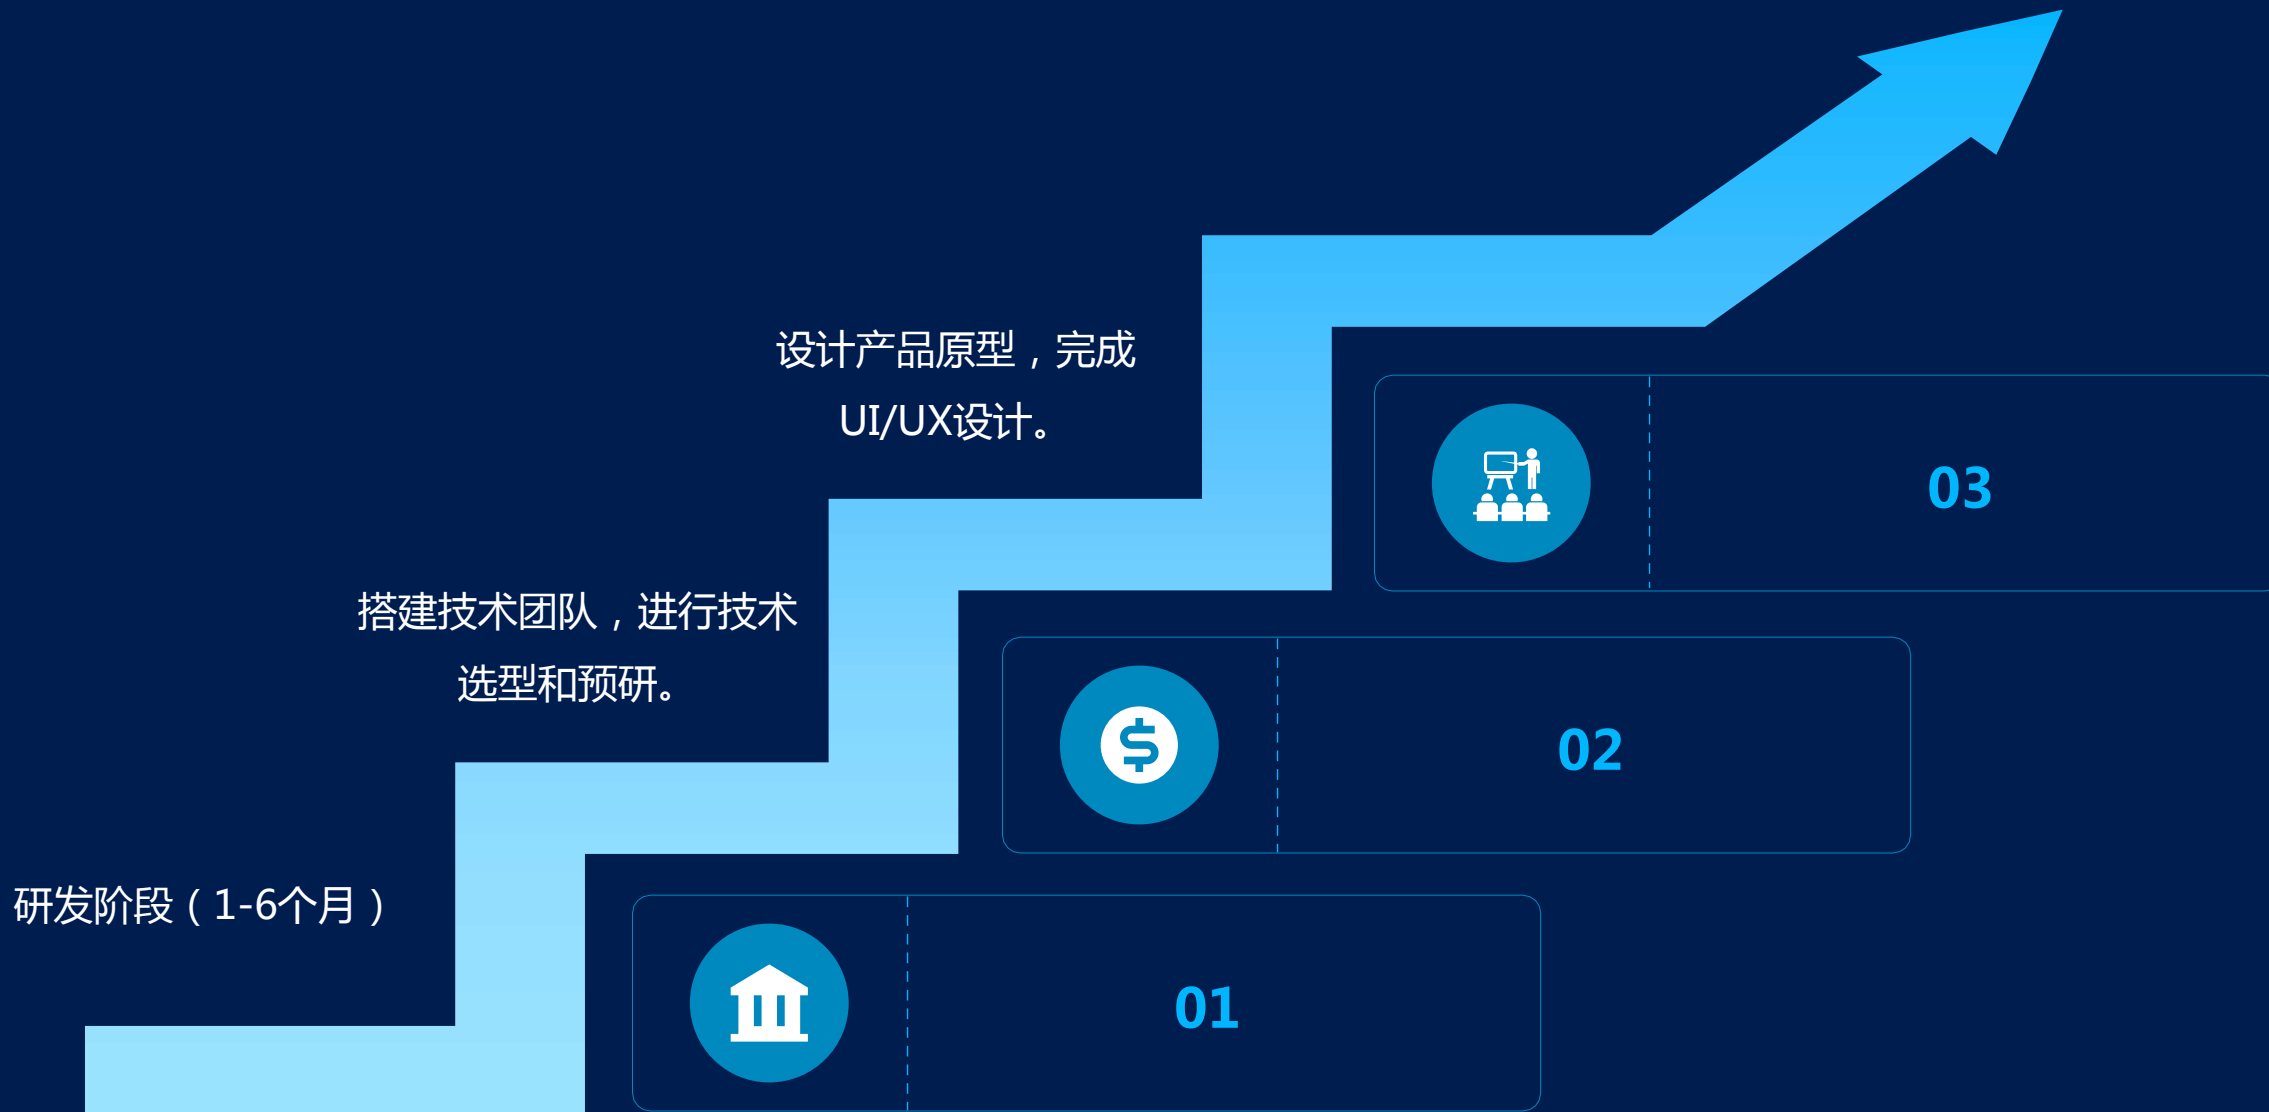 设计产品原型，完成
UI/UX设计。
03
搭建技术团队，进行技术
选型和预研。
02
研发阶段（1-6个月）
01